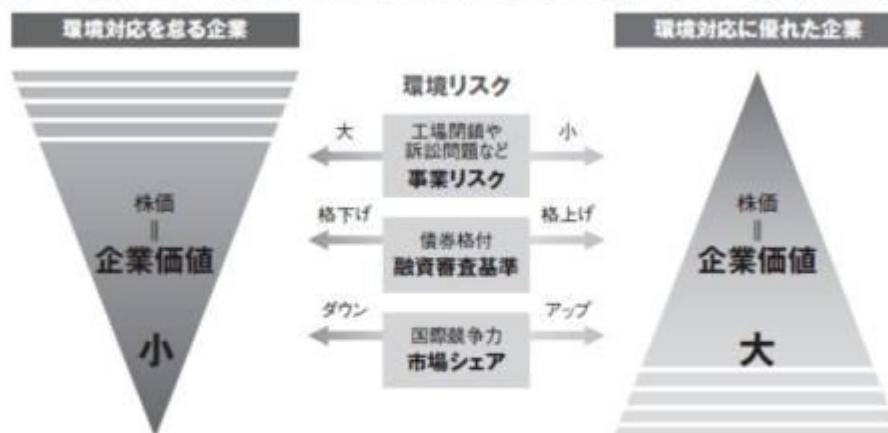 環境対応を怠る企業
環境対応に優れた企業
環境リスク
大
工場閉鎖や
訴訟問題など
事業リスク
小
株価
||
企業価値
小
格下げ
債券格付
融資審査基準
格上げ
ダウン
国際競争力
市場シェア
アップ
株価
||
企業価値
大